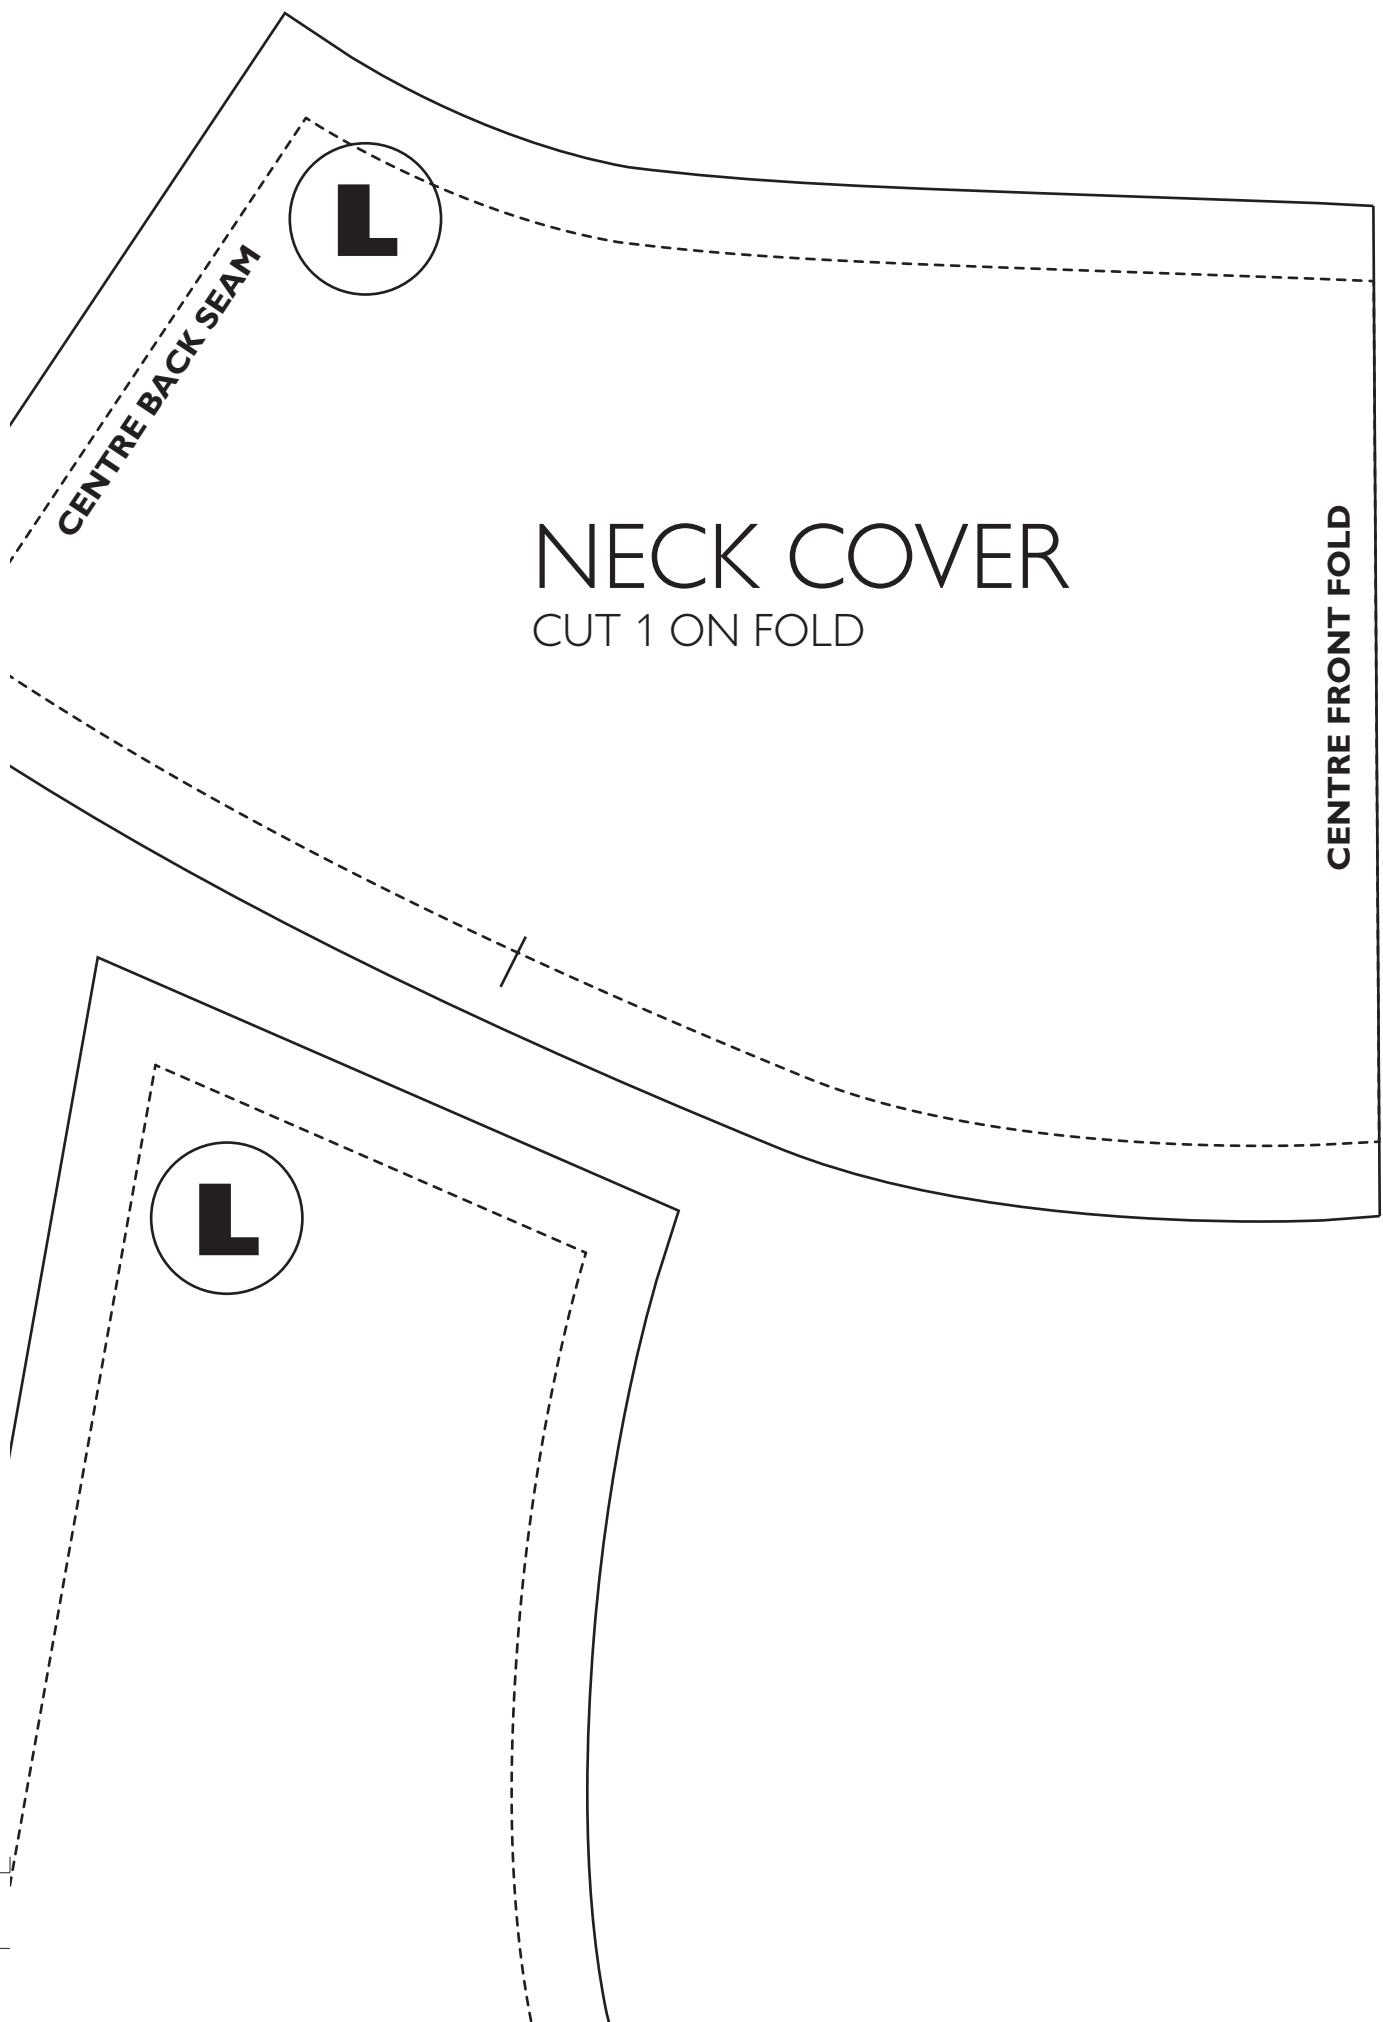 L
CENTRE BACK SEAM
NECK COVER
CUT 1 ON FOLD
CENTRE FRONT FOLD
L